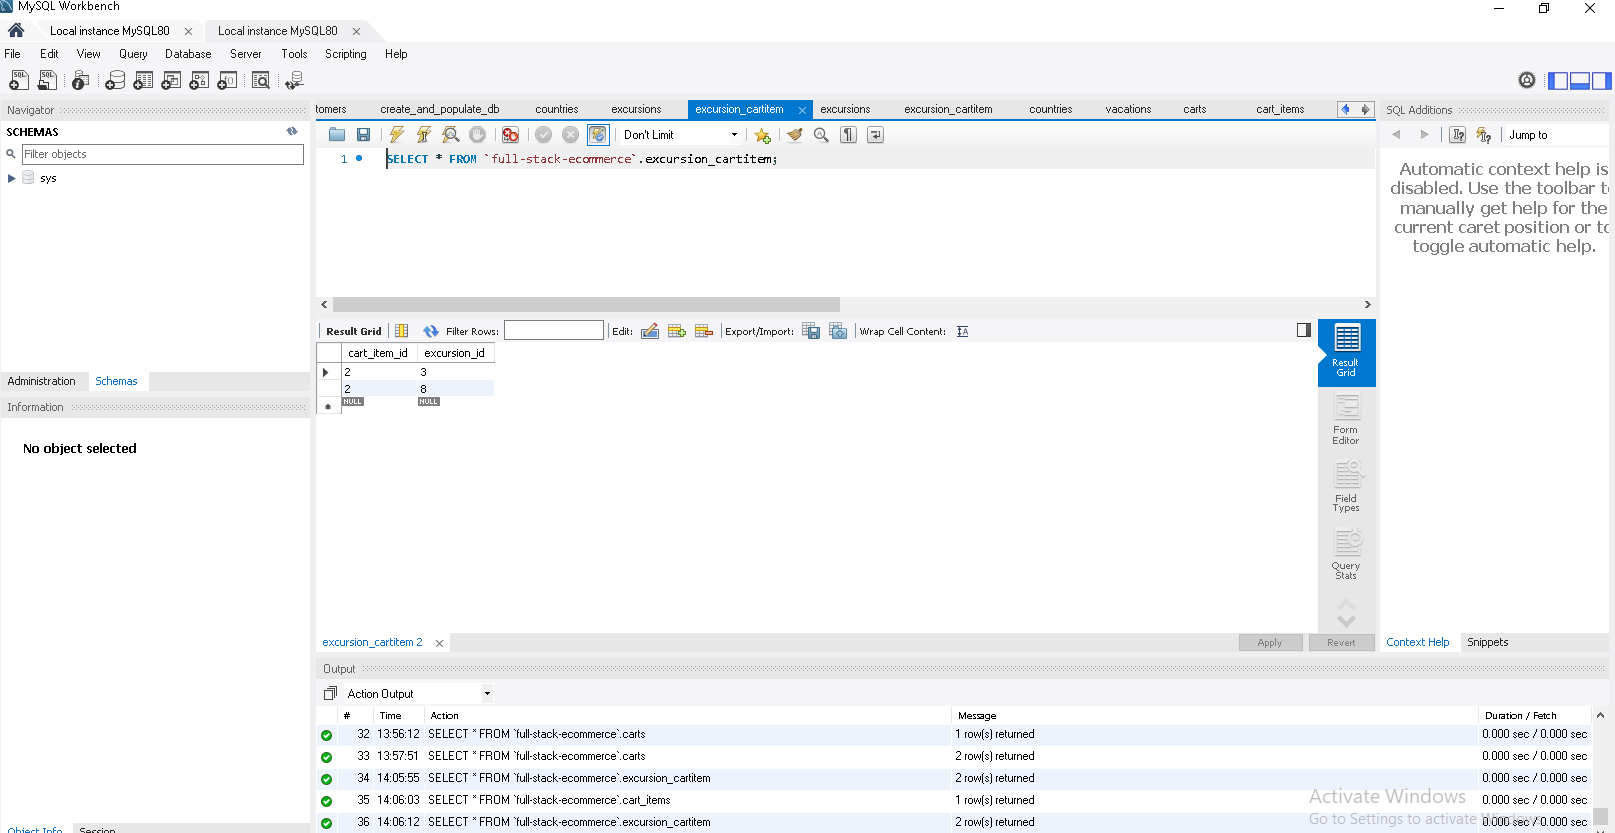 MySQL Workbench
Local instance MySQL80
Local instance MySQL80
File Edit View Query Database Server Tools Scripting Help
Navigator
SCHEMAS
Filter objects
sys
Administration Schemas
Information
No object selected
Object Info Session
tomers create_and_populate_db countries excursions excursion_cartitem excursions excursion_cartitem countries vacations carts cart_items
Don't Limit
1 SELECT * FROM `full-stack-ecommerce`.excursion_cartitem;
Result Grid Filter Rows: Edit: Export/Import: Wrap Cell Content:
cart_item_id excursion_id
2 3
2 8
NULL NULL
Result
Grid
Form
Editor
Field
Types
Query
Stats
excursion_cartitem 2
Apply Revert
SQL Additions
Jump to
Automatic context help is
disabled. Use the toolbar t
manually get help for the
current caret position or to
toggle automatic help.
Context Help Snippets
Output
Action Output
# Time Action Message Duration / Fetch
32 13:56:12 SELECT * FROM `full-stack-ecommerce`.carts 1 row(s) returned 0.000 sec / 0.000 sec
33 13:57:51 SELECT * FROM `full-stack-ecommerce`.carts 2 row(s) returned 0.000 sec / 0.000 sec
34 14:05:55 SELECT * FROM `full-stack-ecommerce`.excursion_cartitem 2 row(s) returned 0.000 sec / 0.000 sec
35 14:06:03 SELECT * FROM `full-stack-ecommerce`.cart_items 1 row(s) returned 0.000 sec / 0.000 sec
36 14:06:12 SELECT * FROM `full-stack-ecommerce`.excursion_cartitem 2 row(s) returned 0.000 sec / 0.000 sec
Activate Windows
Go to Settings to activate Windows.